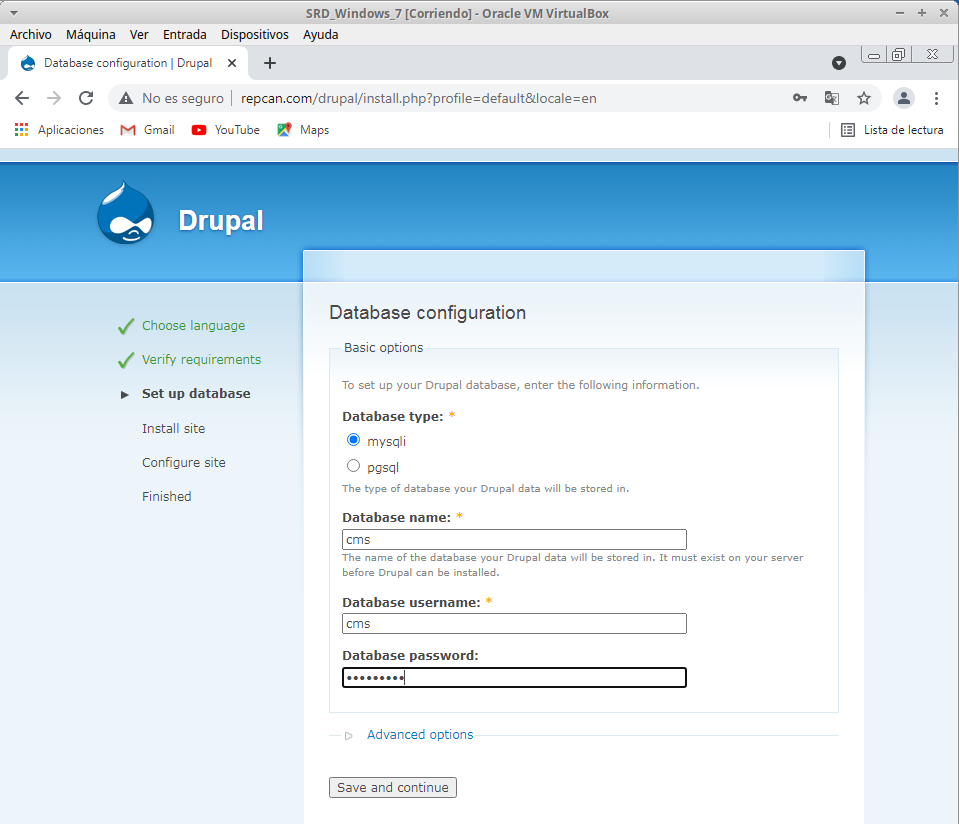 SRD_Windows_7 [Corriendo] - Oracle VM VirtualBox
Archivo Máquina Ver Entrada Dispositivos Ayuda
Database configuration | Drupal
No es seguro repcan.com/drupal/install.php?profile=default&locale=en
Aplicaciones Gmail YouTube Maps Lista de lectura
Drupal
Choose language
Verify requirements
Set up database
Install site
Configure site
Finished
Database configuration
Basic options
To set up your Drupal database, enter the following information.
Database type: *
mysqli
pgsql
The type of database your Drupal data will be stored in.
Database name: *
cms
The name of the database your Drupal data will be stored in. It must exist on your server
before Drupal can be installed.
Database username: *
cms
Database password:
•••••••••
Advanced options
Save and continue